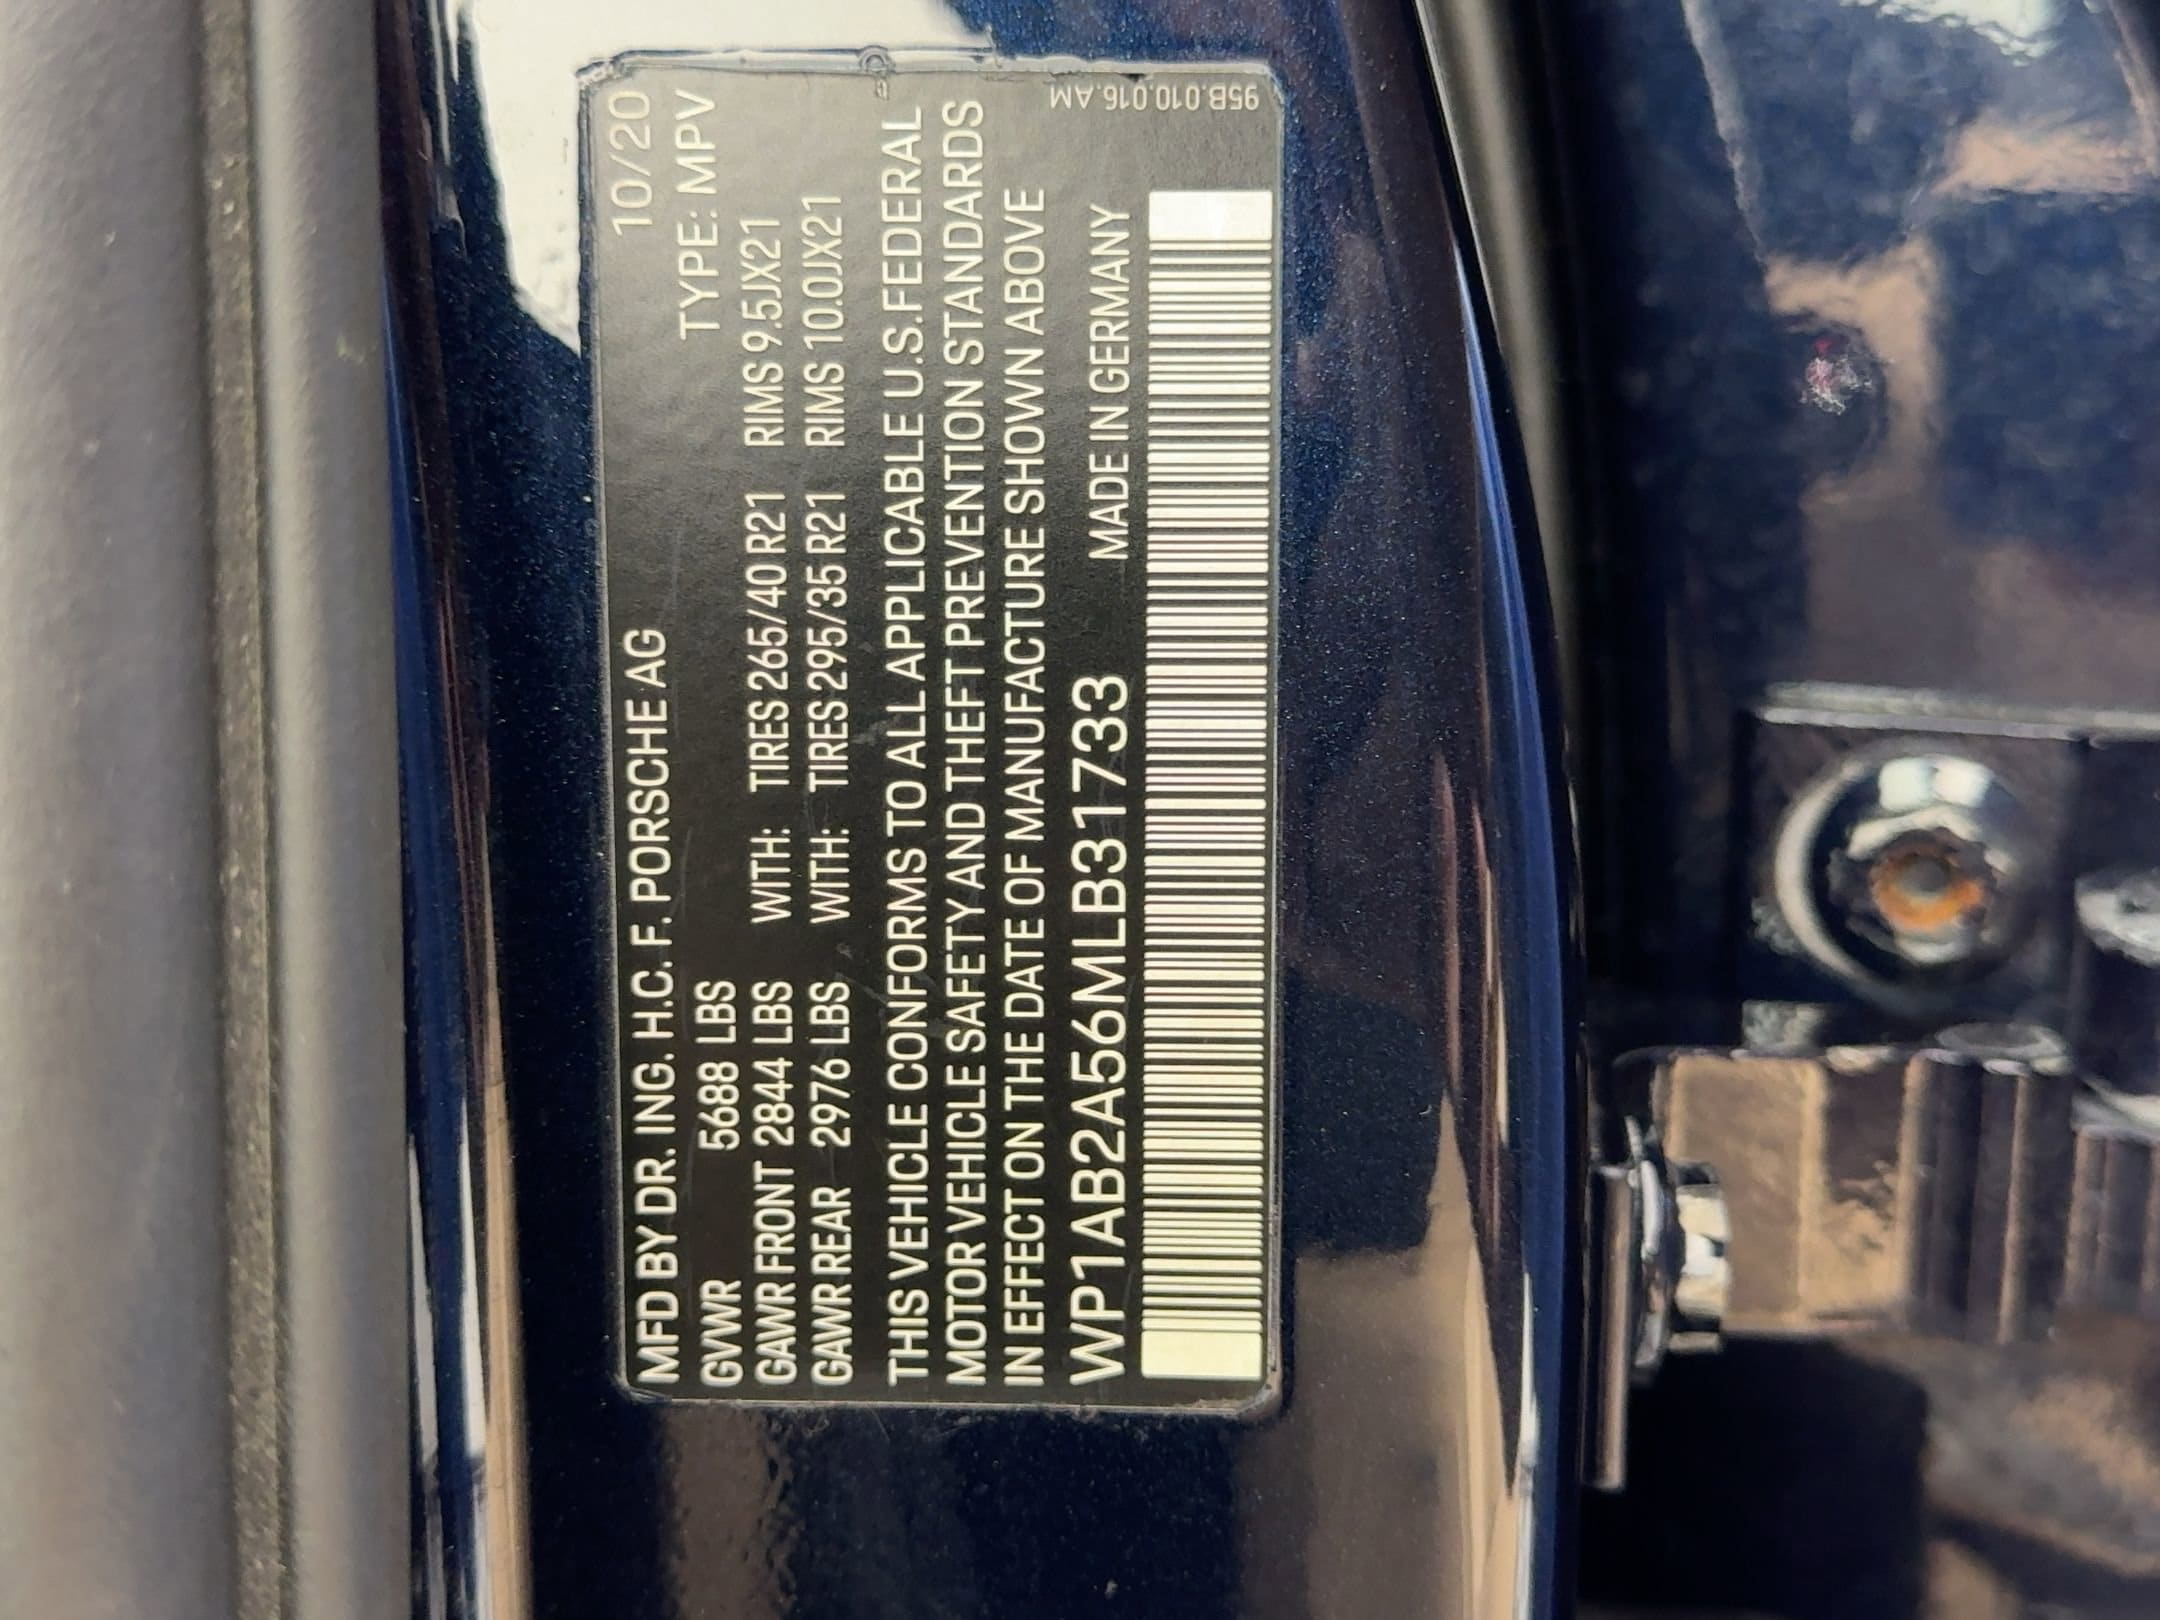 10/20
MFD BY DR. ING. H.C. F. PORSCHE AG TYPE: MPV
GVWR 5688 LBS
GAWR FRONT 2844 LBS WITH: TIRES 265/40 R21 RIMS 9.5JX21
GAWR REAR 2976 LBS WITH: TIRES 295/35 R21 RIMS 10.0JX21
THIS VEHICLE CONFORMS TO ALL APPLICABLE U.S.FEDERAL
MOTOR VEHICLE SAFETY AND THEFT PREVENTION STANDARDS
IN EFFECT ON THE DATE OF MANUFACTURE SHOWN ABOVE
WP1AB2A56MLB31733 MADE IN GERMANY
95B.010.016.AM